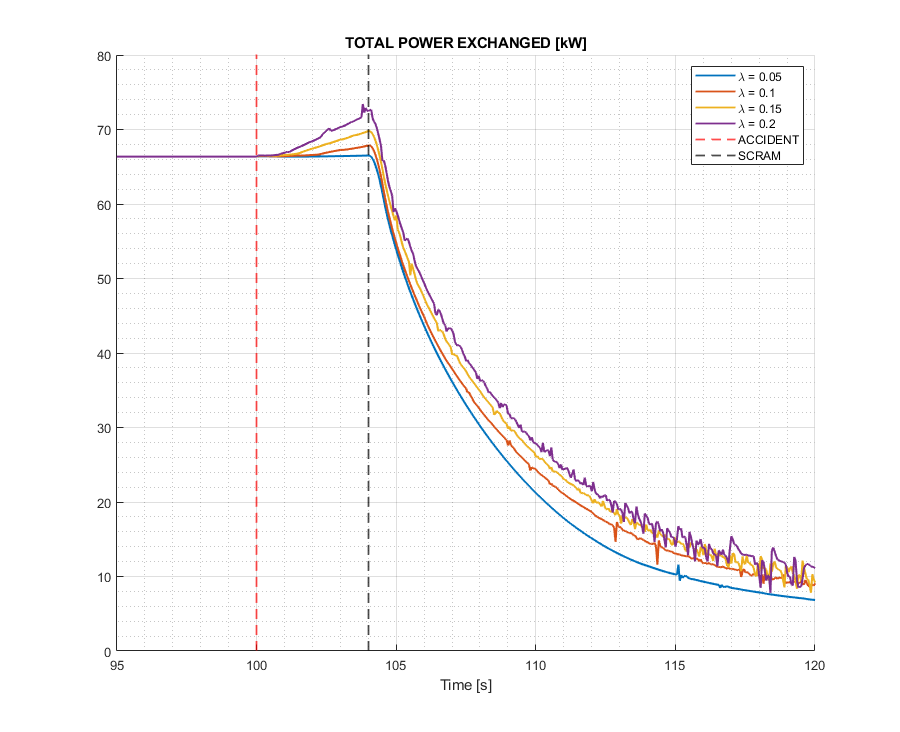 TOTAL POWER EXCHANGED [kW]
80
70
60
50
40
30
20
10
0
λ = 0.05
λ = 0.1
λ = 0.15
λ = 0.2
ACCIDENT
SCRAM
95 100 105 110 115 120
Time [s]